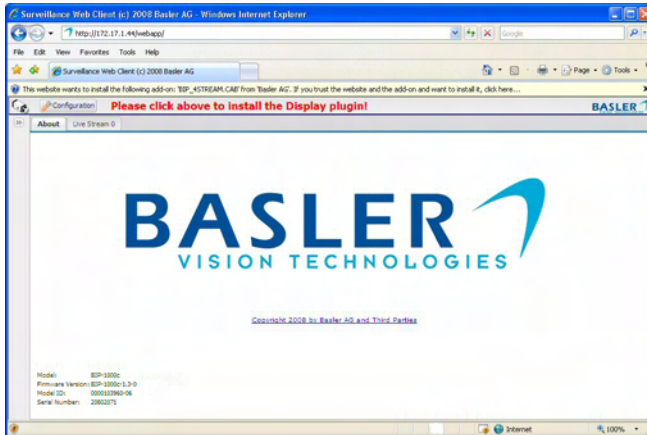 Surveillance Web Client (c) 2008 Basler AG - Windows Internet Explorer
http://172.17.1.44/webapp/
Google
File Edit View Favorites Tools Help
Surveillance Web Client (c) 2008 Basler AG
Page Tools
This website wants to install the following add-on: 'BIP_4STREAM.CAB' from 'Basler AG'. If you trust the website and the add-on and want to install it, click here...
Configuration Please click above to install the Display plugin! BASLER
About Live Stream 0
BASLER
VISION TECHNOLOGIES
Copyright 2008 by Basler AG and Third Parties
Model: BIP-1000c
Firmware Version: BIP-1000c-1.3-0
Model ID: 0000103960-06
Serial Number: 20802871
Internet 100%